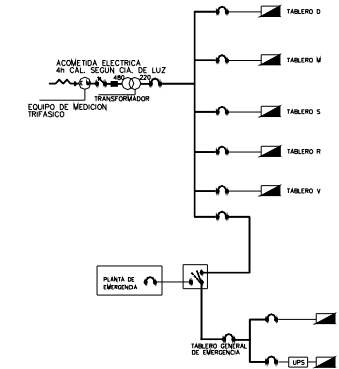 TABLERO D
ACOMETIDA ELECTRICA
4h CAL. SEGUN CIA. DE LUZ
TABLERO M
480 220
TRANSFORMADOR
EQUIPO DE MEDICION
TRIFASICO
TABLERO S
TABLERO R
TABLERO V
PLANTA DE
EMERGENCIA
TABLERO GENERAL
DE EMERGENCIA
UPS